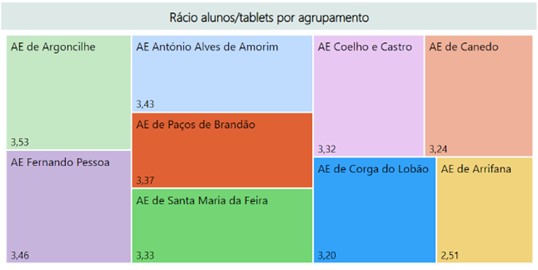 Rácio alunos/tablets por agrupamento
AE de Argoncilhe
3,53
AE Fernando Pessoa
3,46
AE António Alves de Amorim
3,43
AE de Paços de Brandão
3,37
AE de Santa Maria da Feira
3,33
AE Coelho e Castro
3,32
AE de Canedo
3,24
AE de Corga do Lobão
3,20
AE de Arrifana
2,51